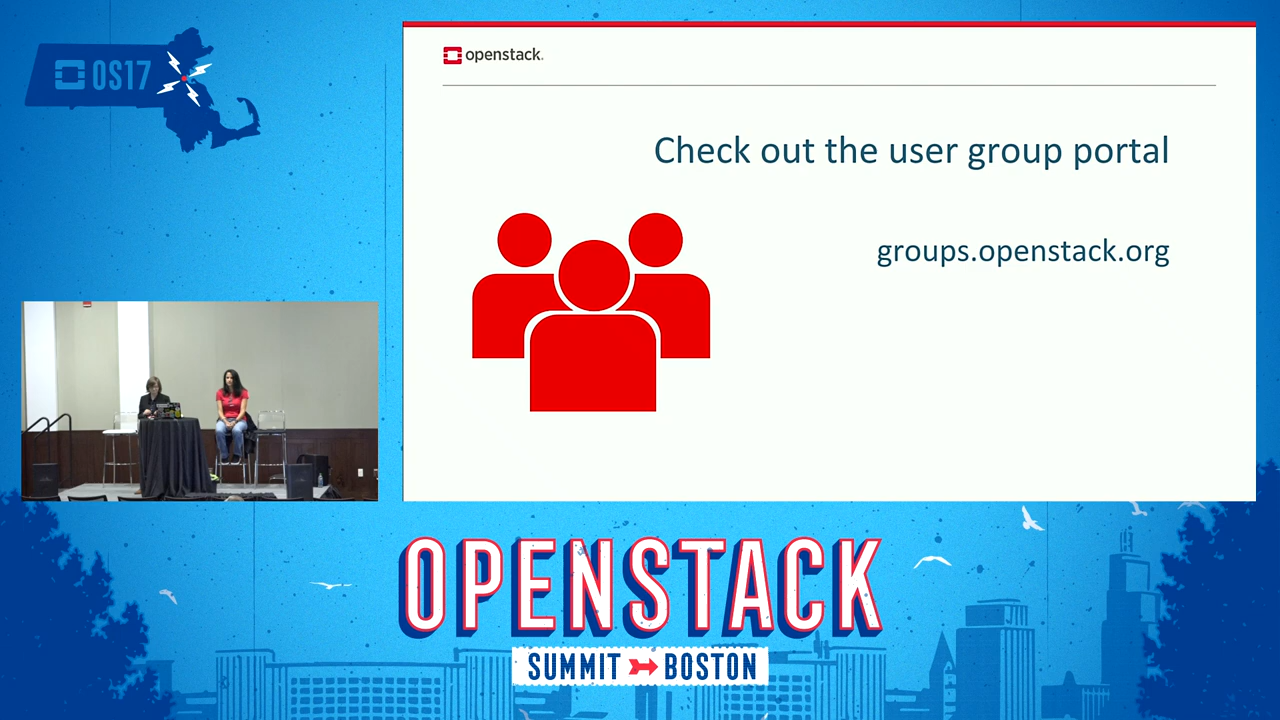 OS17
openstack.
Check out the user group portal
groups.openstack.org
OPENSTACK
SUMMIT BOSTON